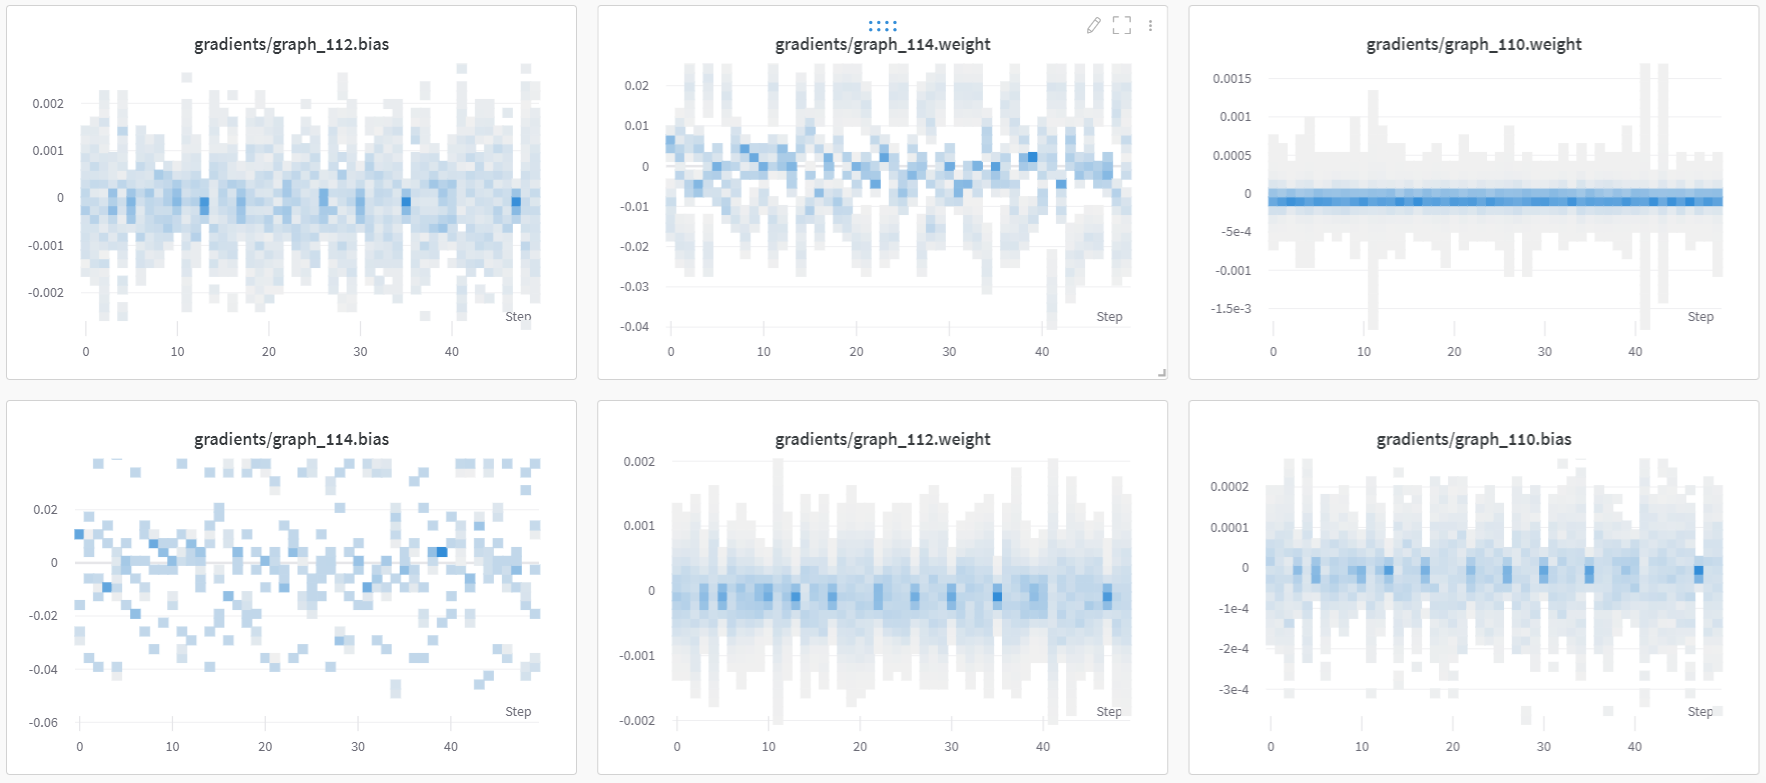 gradients/graph_112.bias
0.002
0.001
0
-0.001
-0.002
Step
0 10 20 30 40
gradients/graph_114.weight
0.02
0.01
0
-0.01
-0.02
-0.03
-0.04
Step
0 10 20 30 40
gradients/graph_110.weight
0.0015
0.001
0.0005
0
-5e-4
-0.001
-1.5e-3
Step
0 10 20 30 40
gradients/graph_114.bias
0.02
0
-0.02
-0.04
-0.06
Step
0 10 20 30 40
gradients/graph_112.weight
0.002
0.001
0
-0.001
-0.002
Step
0 10 20 30 40
gradients/graph_110.bias
0.0002
0.0001
0
-1e-4
-2e-4
-3e-4
Step
0 10 20 30 40